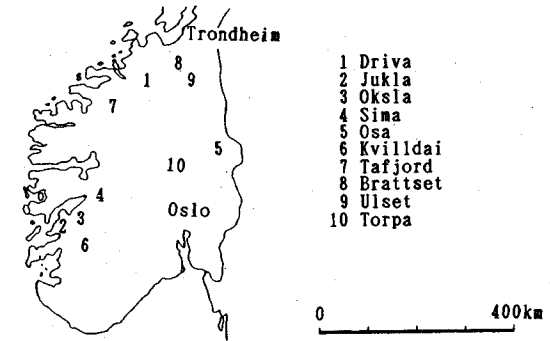 Trondheim
8
1
9
7
5
10
4
Oslo
3
2
6
1 Driva
2 Jukla
3 Oksla
4 Sima
5 Osa
6 Kvilldai
7 Tafjord
8 Brattset
9 Ulset
10 Torpa
0 400km